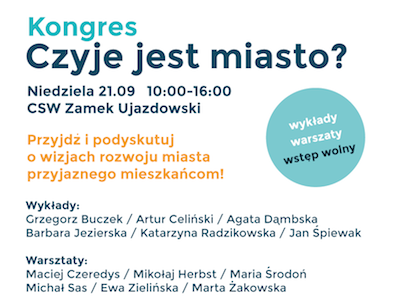 Kongres
Czyje jest miasto?
Niedziela 21.09 10:00-16:00
CSW Zamek Ujazdowski
Przyjdź i podyskutuj
o wizjach rozwoju miasta
przyjaznego mieszkańcom!
wykłady
warszaty
wstęp wolny
Wykłady:
Grzegorz Buczek / Artur Celiński / Agata Dąmbska
Barbara Jezierska / Katarzyna Radzikowska / Jan Śpiewak
Warsztaty:
Maciej Czeredys / Mikołaj Herbst / Maria Środoń
Michał Sas / Ewa Zielińska / Marta Żakowska